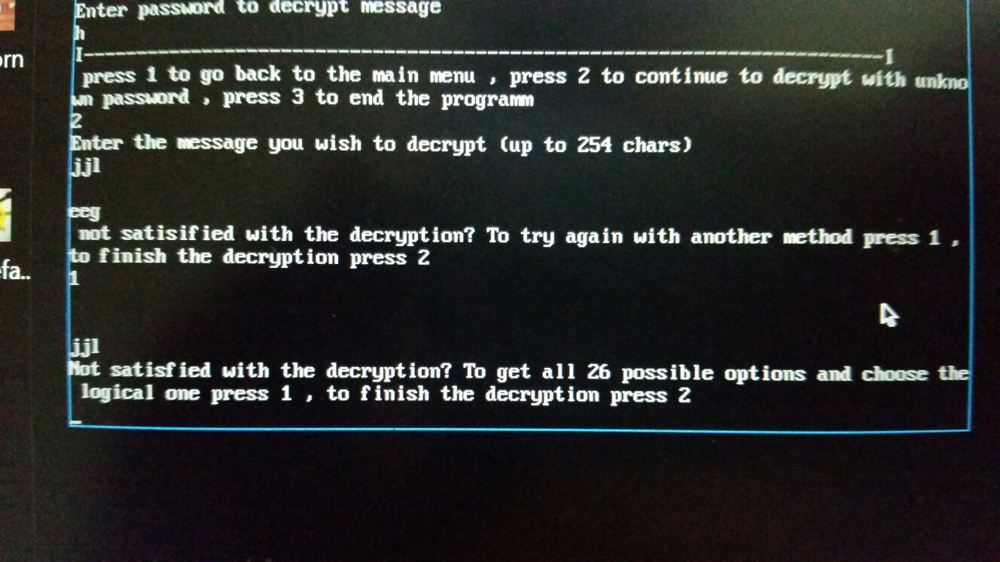 Enter password to decrypt message
h
I----------------------------------------------------------------------------I
press 1 to go back to the main menu , press 2 to continue to decrypt with unkno
wn password , press 3 to end the programm
2
Enter the message you wish to decrypt (up to 254 chars)
jjl
eeg
not satisified with the decryption? To try again with another method press 1 ,
to finish the decryption press 2
1
jjl
Not satisfied with the decryption? To get all 26 possible options and choose the
logical one press 1 , to finish the decryption press 2
_
orn
efa..